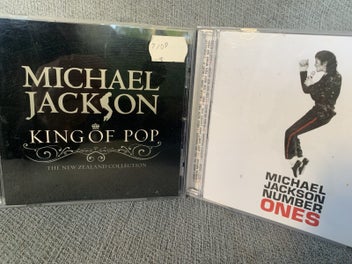 MICHAEL
JACKSON
KING OF POP
THE NEW ZEALAND COLLECTION
MICHAEL
JACKSON
NUMBER
ONES